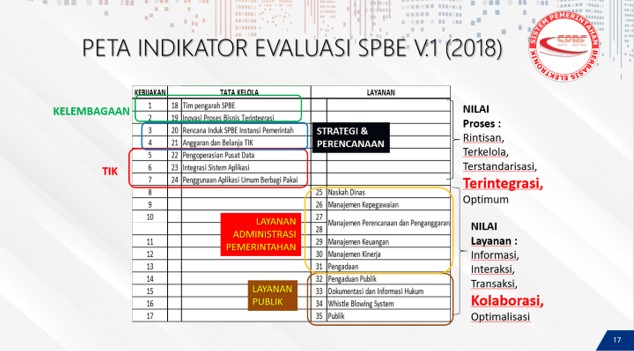 PETA INDIKATOR EVALUASI SPBE V.1 (2018)
SISTEM PEMERINTAHAN
SPBE
BERBASIS ELEKTRONIK
KEBIJAKAN TATA KELOLA LAYANAN
KELEMBAGAAN
1 18 Tim pengarah SPBE
2 19 Inovasi Proses Bisnis Terintegrasi
3 20 Rencana Induk SPBE Instansi Pemerintah
4 21 Anggaran dan Belanja TIK
STRATEGI &
PERENCANAAN
TIK
5 22 Pengoperasian Pusat Data
6 23 Integrasi Sistem Aplikasi
7 24 Penggunaan Aplikasi Umum Berbagi Pakai
8 25 Naskah Dinas
9 26 Manajemen Kepegawaian
10 27 Manajemen Perencanaan dan Penganggaran
28
11 29 Manajemen Keuangan
12 30 Manajemen Kinerja
13 31 Pengadaan
LAYANAN
ADMINISTRASI
PEMERINTAHAN
14 32 Pengaduan Publik
15 33 Dokumentasi dan Informasi Hukum
16 34 Whistle Blowing System
17 35 Publik
LAYANAN
PUBLIK
NILAI
Proses :
Rintisan,
Terkelola,
Terstandarisasi,
Terintegrasi,
Optimum
NILAI
Layanan :
Informasi,
Interaksi,
Transaksi,
Kolaborasi,
Optimalisasi
17